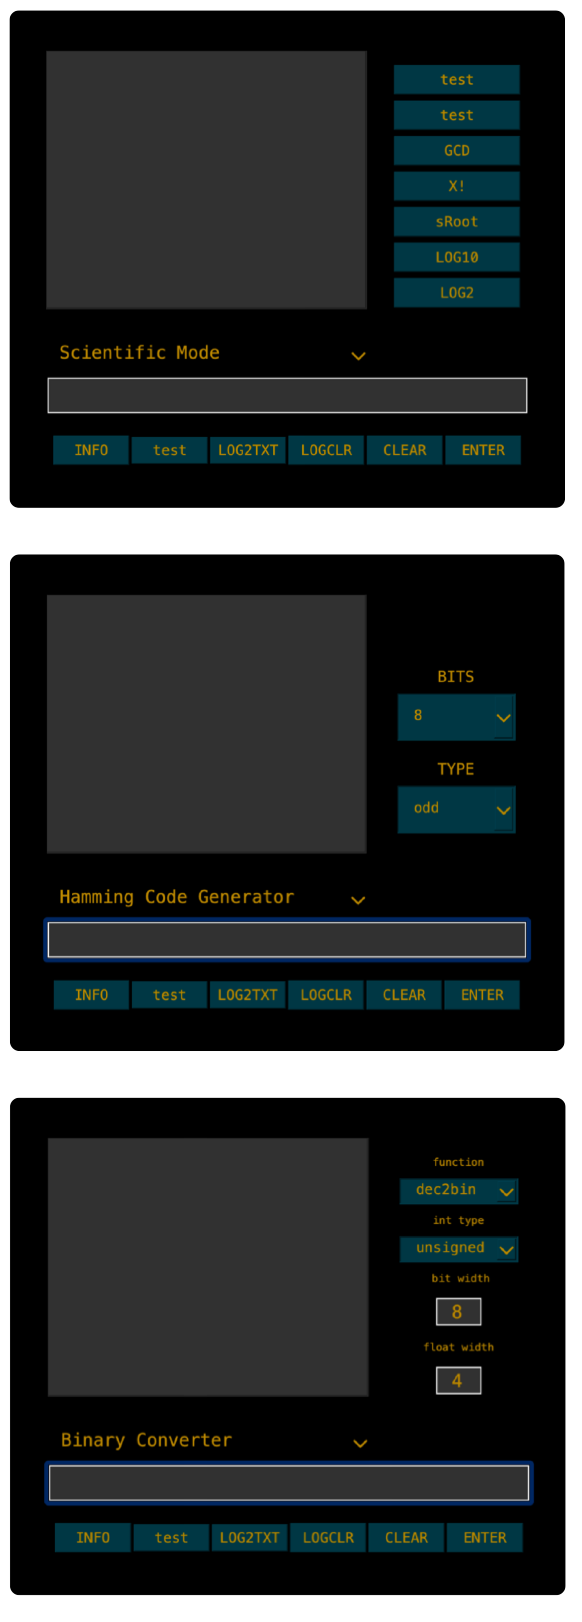 test
test
GCD
X!
sRoot
LOG10
LOG2
Scientific Mode
INFO test LOG2TXT LOGCLR CLEAR ENTER
BITS
8
TYPE
odd
Hamming Code Generator
INFO test LOG2TXT LOGCLR CLEAR ENTER
function
dec2bin
int type
unsigned
bit width
8
float width
4
Binary Converter
INFO test LOG2TXT LOGCLR CLEAR ENTER